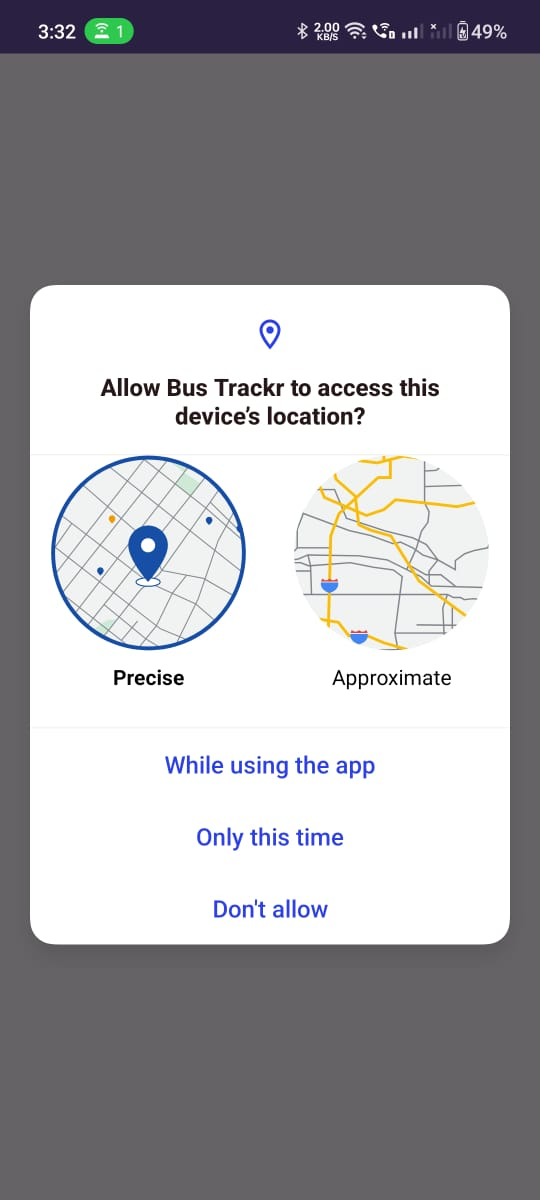 3:32 1 2.00 KB/S 49%
Allow Bus Trackr to access this
device's location?
Precise Approximate
While using the app
Only this time
Don't allow